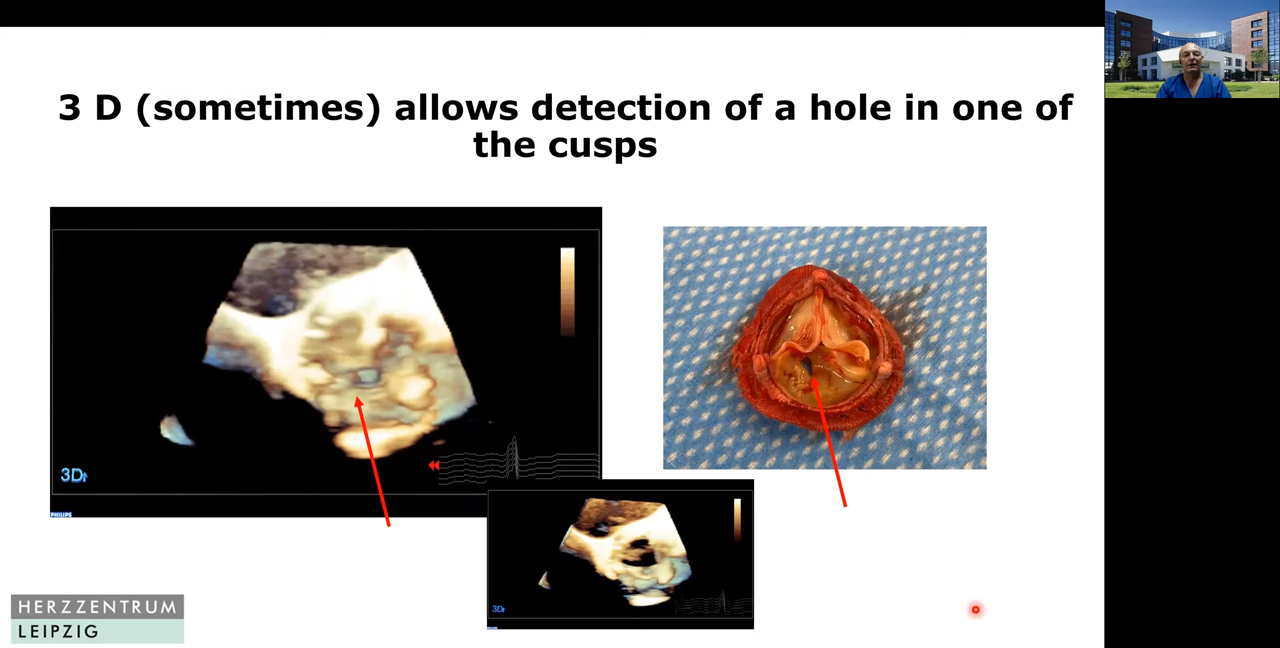 3 D (sometimes) allows detection of a hole in one of
the cusps
3D
PHILIPS
3D
HERZZENTRUM
LEIPZIG